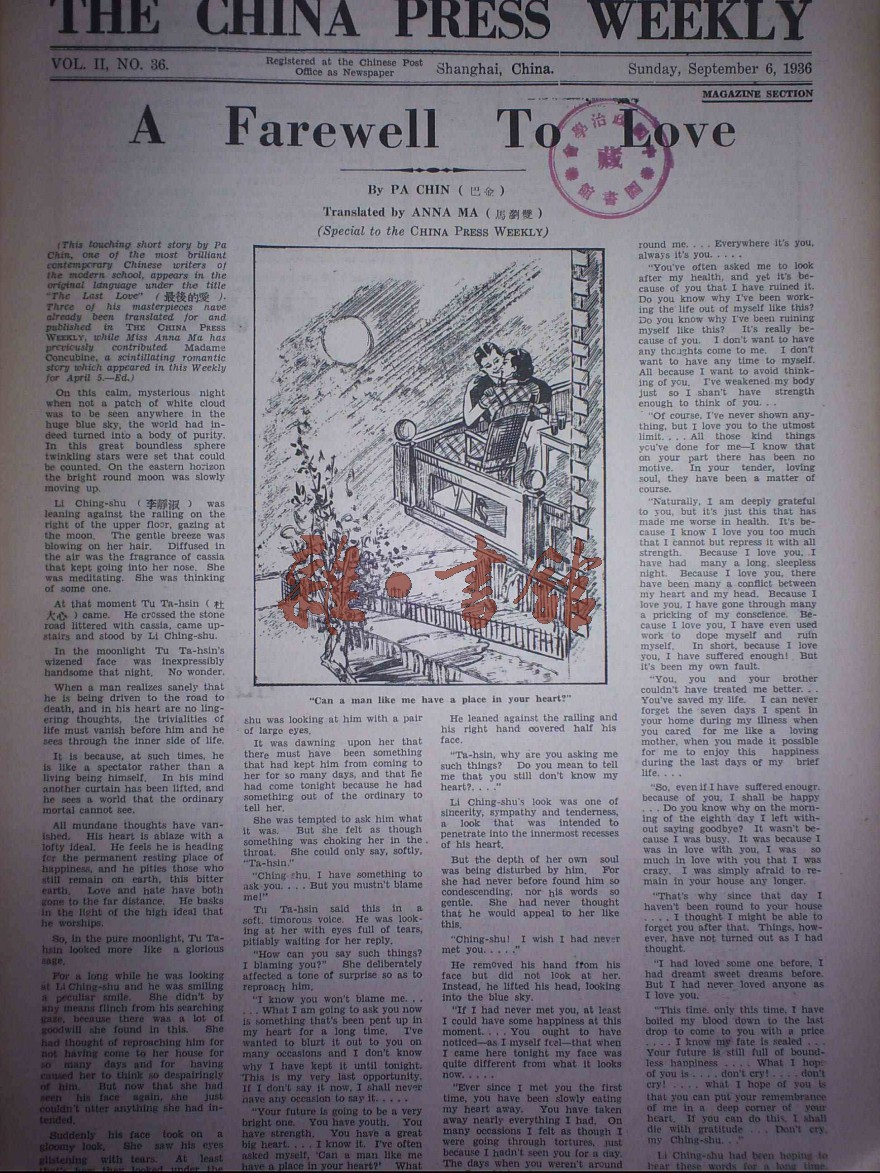 THE CHINA PRESS WEEKLY
VOL. II, NO. 36.
Registered at the Chinese Post
Office as Newspaper
Shanghai, China.
Sunday, September 6, 1936
MAGAZINE SECTION
A Farewell To Love
By PA CHIN ( 巴金 )
Translated by ANNA MA ( 馬劉雙 )
(Special to the CHINA PRESS WEEKLY)
(This touching short story by Pa
Chin, one of the most brilliant
contemporary Chinese writers of
the modern school, appears in the
original language under the title
"The Last Love" ( 最後的愛 ).
Three of his masterpieces have
already been translated for and
published in THE CHINA PRESS
WEEKLY, while Miss Anna Ma has
previously contributed Madame
Concubine, a scintillating romantic
story which appeared in this Weekly
for April 5.—Ed.)
On this calm, mysterious night
when not a patch of white cloud
was to be seen anywhere in the
huge blue sky, the world had in-
deed turned into a body of purity.
In this great boundless sphere
twinkling stars were set that could
be counted. On the eastern horizon
the bright round moon was slowly
moving up.
Li Ching-shu ( 李靜淑 ) was
leaning against the railing on the
right of the upper floor, gazing at
the moon. The gentle breeze was
blowing on her hair. Diffused in
the air was the fragrance of cassia
that kept going into her nose. She
was meditating. She was thinking
of some one.
At that moment Tu Ta-hsin ( 杜
大心 ) came. He crossed the stone
road littered with cassia, came up-
stairs and stood by Li Ching-shu.
In the moonlight Tu Ta-hsin's
wizened face was inexpressibly
handsome that night. No wonder.
When a man realizes sanely that
he is being driven to the road to
death, and in his heart are no ling-
ering thoughts, the trivialities of
life must vanish before him and he
sees through the inner side of life.
It is because, at such times, he
is like a spectator rather than a
living being himself. In his mind
another curtain has been lifted, and
he sees a world that the ordinary
mortal cannot see.
All mundane thoughts have van-
ished. His heart is ablaze with a
lofty ideal. He feels he is heading
for the permanent resting place of
happiness, and he pities those who
still remain on earth, this bitter
earth. Love and hate have both
gone to the far distance. He basks
in the light of the high ideal that
he worships.
So, in the pure moonlight, Tu Ta-
hsin looked more like a glorious
sage.
For a long while he was looking
at Li Ching-shu and he was smiling
a peculiar smile. She didn't by
any means flinch from his searching
gaze, because there was a lot of
goodwill she found in this. She
had thought of reproaching him for
not having come to her house for
so many days and for having
caused her to think so despairingly
of him. But now that she had
seen his face again, she just
couldn't utter anything she had in-
tended.
Suddenly his face took on a
gloomy look. She saw his eyes
glistening with tears. At least
"Can a man like me have a place in your heart?"
shu was looking at him with a pair
of large eyes.
It was dawning upon her that
there must have been something
that had kept him from coming to
her for so many days, and that he
had come tonight because he had
something out of the ordinary to
tell her.
She was tempted to ask him what
it was. But she felt as though
something was choking her in the
throat. She could only say, softly,
"Ta-hsin."
"Ching-shu, I have something to
ask you. . . . But you mustn't blame
me!"
Tu Ta-hsin said this in a
soft, timorous voice. He was look-
ing at her with eyes full of tears,
pitiably waiting for her reply.
"How can you say such things?
I blaming you?" She deliberately
affected a tone of surprise so as to
reproach him.
"I know you won't blame me. . .
. . . What I am going to ask you now
is something that's been pent up in
my heart for a long time. I've
wanted to blurt it out to you on
many occasions and I don't know
why I have kept it until tonight.
This is my very last opportunity.
If I don't say it now, I shall never
have any occasion to say it. . . . .
"Your future is going to be a very
bright one. You have youth. You
have strength. You have a great
big heart. . . . I know it. I've often
asked myself, 'Can a man like me
have a place in your heart?' What
He leaned against the railing and
his right hand covered half his
face.
"Ta-hsin, why are you asking me
such things? Do you mean to tell
me that you still don't know my
heart?. . . ."
Li Ching-shu's look was one of
sincerity, sympathy and tenderness,
a look that was intended to
penetrate into the innermost recesses
of his heart.
But the depth of her own soul
was being disturbed by him. For
she had never before found him so
condescending, nor his words so
gentle. She had never thought
that he would appeal to her like
this.
"Ching-shu! I wish I had never
met you. . . . ."
He removed his hand from his
face but did not look at her.
Instead, he lifted his head, looking
into the blue sky.
"If I had never met you, at least
I could have some happiness at this
moment. . . . You ought to have
noticed—as I myself feel—that when
I came here tonight my face was
quite different from what it looks
now. . . . .
"Ever since I met you the first
time, you have been slowly eating
my heart away. You have taken
away nearly everything I had. On
many occasions I felt as though I
were going through tortures, just
because I hadn't seen you for a day.
The days when you weren't around
round me. . . . Everywhere it's you,
always it's you. . . . .
"You've often asked me to look
after my health, and yet it's be-
cause of you that I have ruined it.
Do you know why I've been work-
ing the life out of myself like this?
Do you know why I've been ruining
myself like this? It's really be-
cause of you. I don't want to have
any thoughts come to me. I don't
want to have any time to myself.
All because I want to avoid think-
ing of you. I've weakened my body
just so I shan't have strength
enough to think of you. . .
"Of course, I've never shown any-
thing, but I love you to the utmost
limit. . . . All those kind things
you've done for me—I know that
on your part there has been no
motive. In your tender, loving
soul, they have been a matter of
course.
"Naturally, I am deeply grateful
to you, but it's just this that has
made me worse in health. It's be-
cause I know I love you too much
that I cannot but repress it with all
strength. Because I love you, I
have had many a long, sleepless
night. Because I love you, there
have been many a conflict between
my heart and my head. Because I
love you, I have gone through many
a pricking of my conscience. Be-
cause I love you, I have even used
work to dope myself and ruin
myself. In short, because I love
you, I have suffered enough! But
it's been my own fault.
"You, you and your brother
couldn't have treated me better. . .
You've saved my life. I can never
forget the seven days I spent in
your home during my illness when
you cared for me like a loving
mother, when you made it possible
for me to enjoy this happiness
during the last days of my brief
life. . . .
"So, even if I have suffered enough
because of you, I shall be happy
. . . Do you know why on the morn-
ing of the eighth day I left with-
out saying goodbye? It wasn't be-
cause I was busy. It was because I
was in love with you, I was so
much in love with you that I was
crazy. I was simply afraid to re-
main in your house any longer.
"That's why since that day I
haven't been round to your house
. . . . I thought I might be able to
forget you after that. Things, how-
ever, have not turned out as I had
thought.
"I had loved some one before, I
had dreamt sweet dreams before.
But I had never loved anyone as
I love you.
"This time, only this time, I have
boiled my blood down to the last
drop to come to you with a price
. . . . I know my fate is sealed . . .
Your future is still full of bound-
less happiness . . . . What I hope
of you is . . . . don't cry! . . . . don't
cry! . . . . what I hope of you is
that you can put your remembrance
of me in a deep corner of your
heart. If you can do this, I shall
die with gratitude . . . Don't cry,
my Ching-shu. . ."
Li Ching-shu had been hoping to
hear these words for a long